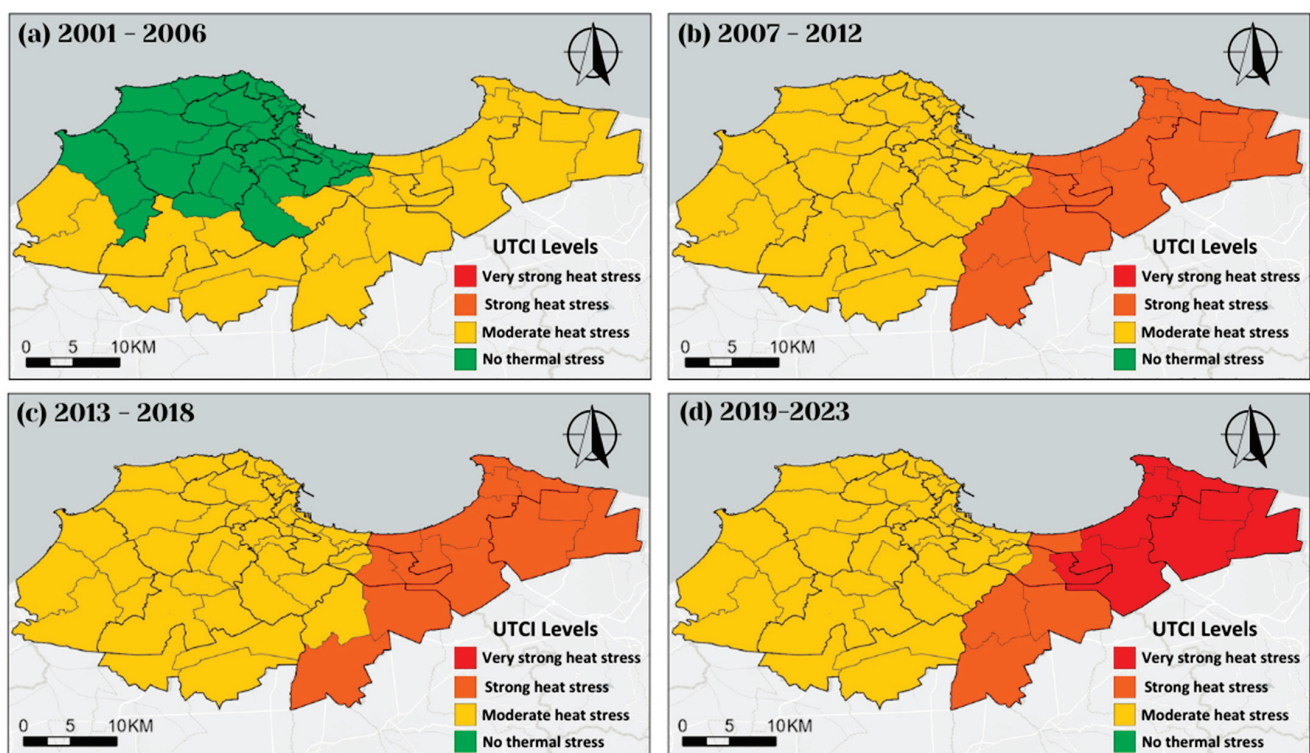 (a) 2001 – 2006
UTCI Levels
Very strong heat stress
Strong heat stress
Moderate heat stress
No thermal stress
0 5 10KM
(b) 2007 – 2012
UTCI Levels
Very strong heat stress
Strong heat stress
Moderate heat stress
No thermal stress
0 5 10KM
(c) 2013 – 2018
UTCI Levels
Very strong heat stress
Strong heat stress
Moderate heat stress
No thermal stress
0 5 10KM
(d) 2019-2023
UTCI Levels
Very strong heat stress
Strong heat stress
Moderate heat stress
No thermal stress
0 5 10KM